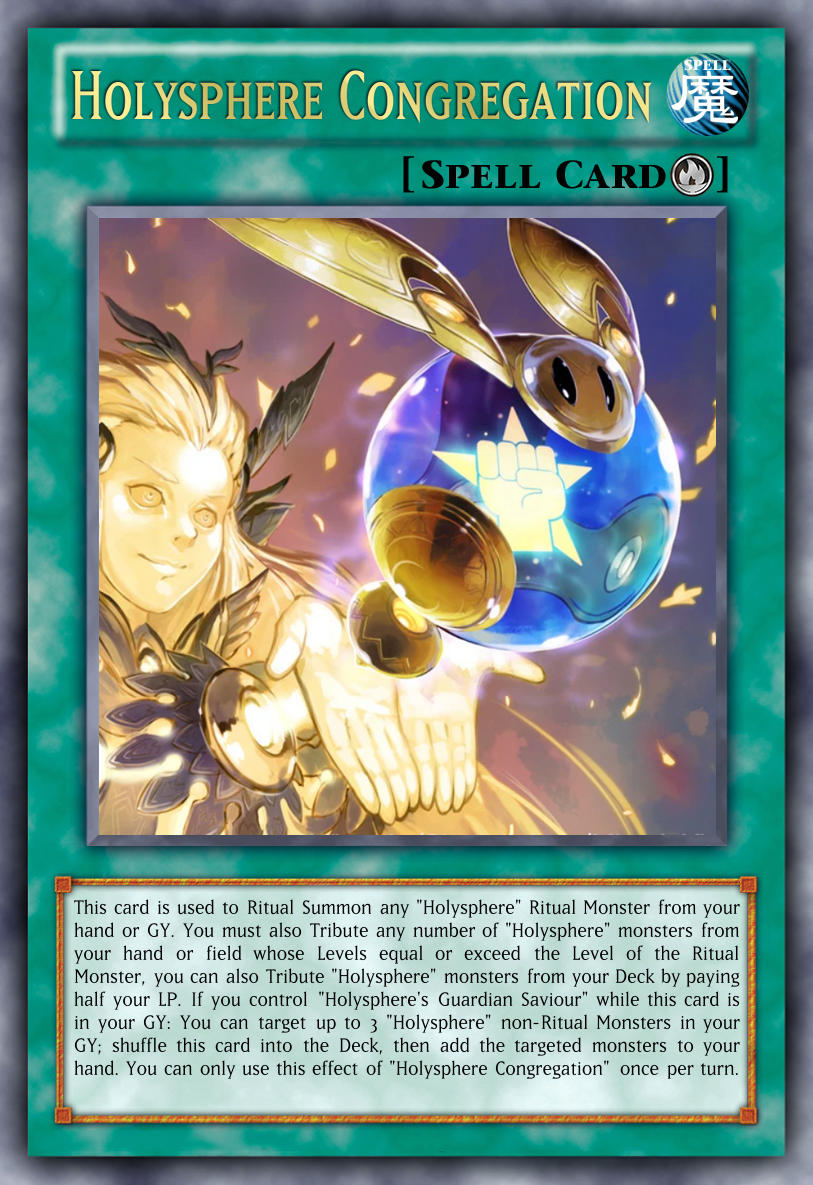 Holysphere Congregation
SPELL
魔
[Spell Card]
This card is used to Ritual Summon any "Holysphere" Ritual Monster from your
hand or GY. You must also Tribute any number of "Holysphere" monsters from
your hand or field whose Levels equal or exceed the Level of the Ritual
Monster, you can also Tribute "Holysphere" monsters from your Deck by paying
half your LP. If you control "Holysphere's Guardian Saviour" while this card is
in your GY: You can target up to 3 "Holysphere" non-Ritual Monsters in your
GY; shuffle this card into the Deck, then add the targeted monsters to your
hand. You can only use this effect of "Holysphere Congregation" once per turn.